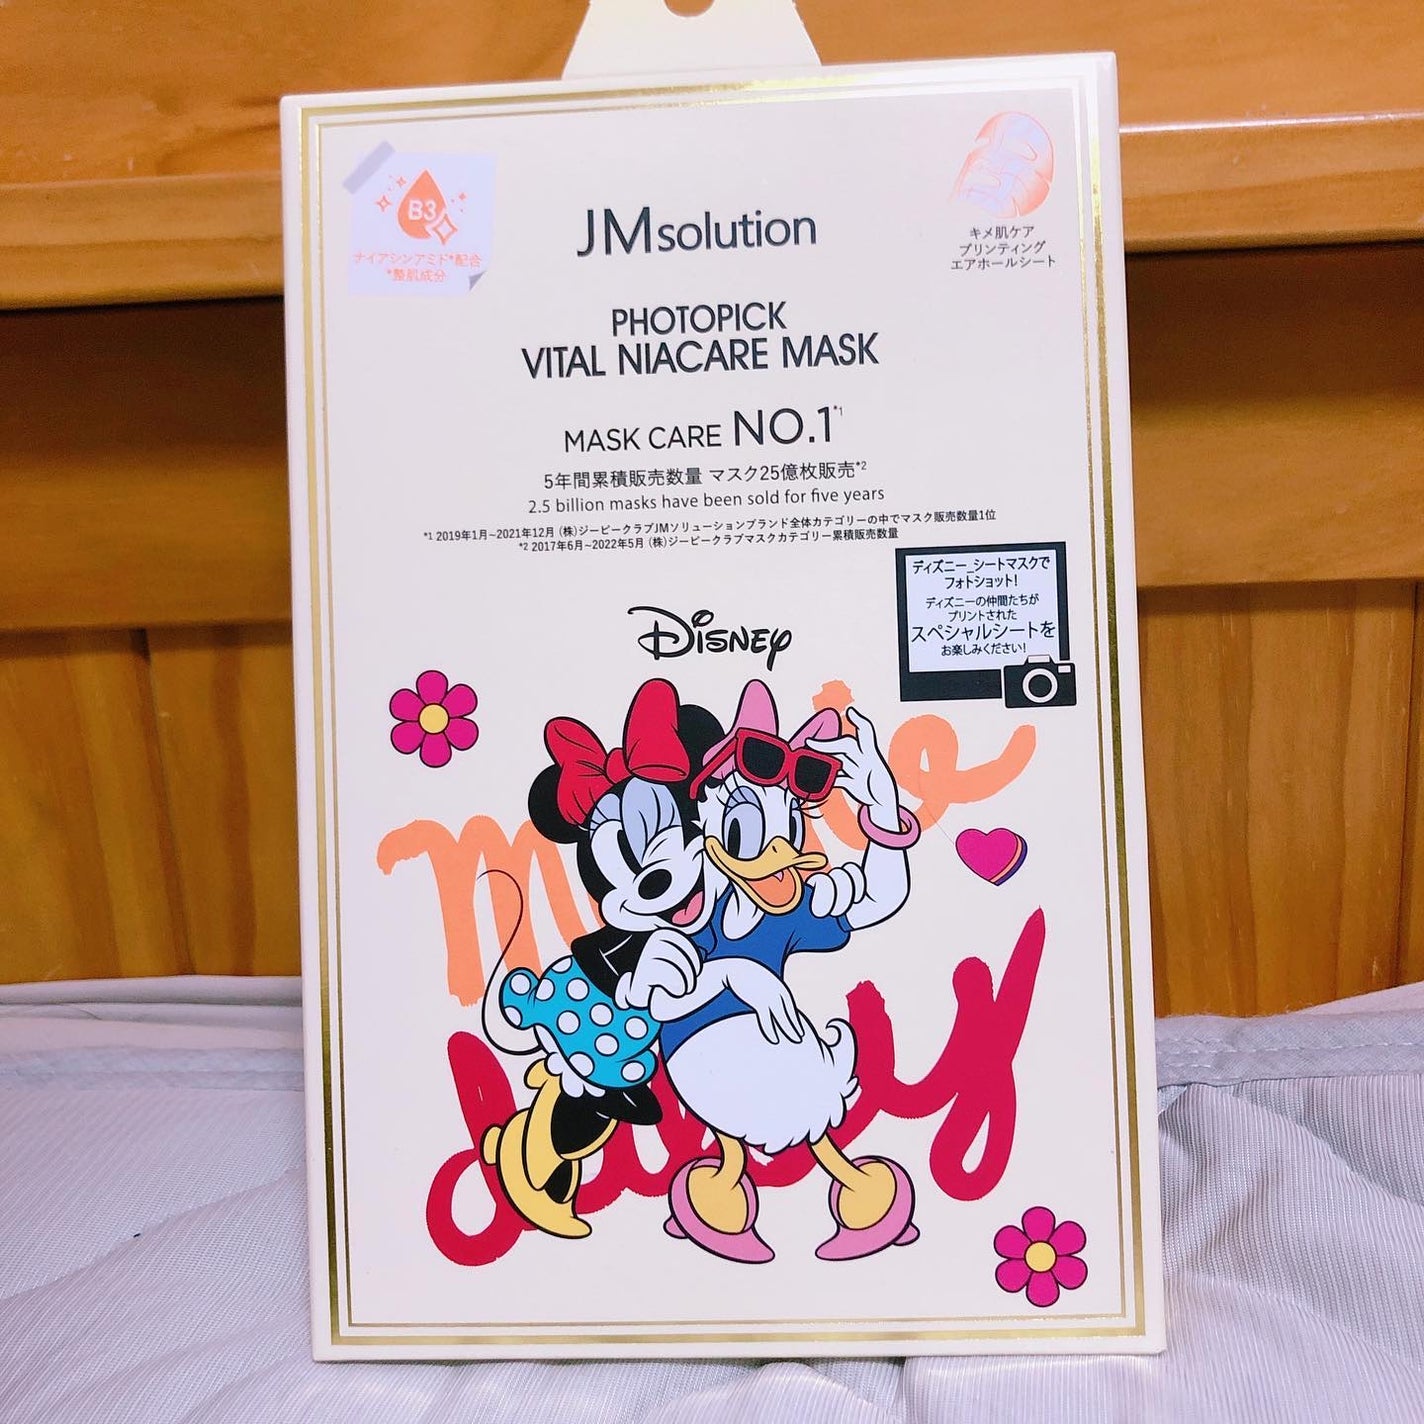 B3
ナイアシンアミド*配合
*整肌成分
キメ肌ケア
プリンティング
エアホールシート
JMsolution
PHOTOPICK
VITAL NIACARE MASK
MASK CARE NO.1*1
5年間累積販売数量 マスク25億枚販売*2
2.5 billion masks have been sold for five years
*1 2019年1月~2021年12月 (株)ジーピークラブJMソリューションブランド全体カテゴリーの中でマスク販売数量1位
*2 2017年6月~2022年5月 (株)ジーピークラブマスクカテゴリー累積販売数量
ディズニー_シートマスクで
フォトショット!
ディズニーの仲間たちが
プリントされた
スペシャルシートを
お楽しみください!
Disney